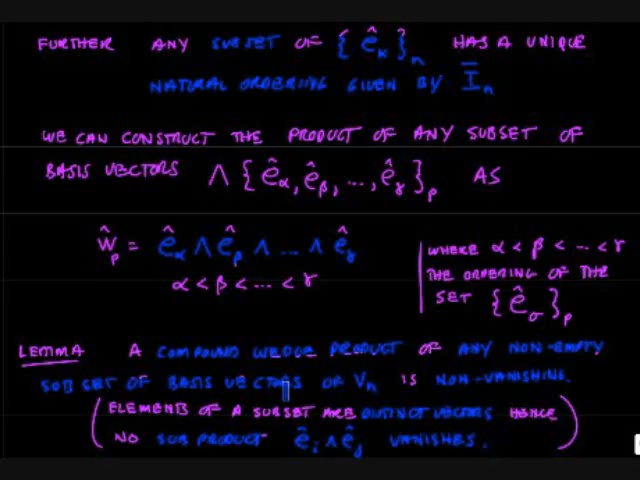 FURTHER ANY SUBSET OF { ê_κ }_n HAS A UNIQUE
NATURAL ORDERING GIVEN BY Ī_n
WE CAN CONSTRUCT THE PRODUCT OF ANY SUBSET OF
BASIS VECTORS Λ { ê_α, ê_β, ..., ê_γ }_p AS
ŵ_p = ê_α ∧ ê_β ∧ ... ∧ ê_γ
α < β < ... < γ
WHERE α < β < ... < γ
THE ORDERING OF THE
SET { ê_σ }_p
LEMMA A COMPOUND WEDGE PRODUCT OF ANY NON-EMPTY
SUBSET OF BASIS VECTORS OF V_n IS NON-VANISHING.
( ELEMENTS OF A SUBSET ARE DISTINCT VECTORS HENCE
NO SUB PRODUCT ê_i ∧ ê_j VANISHES. )